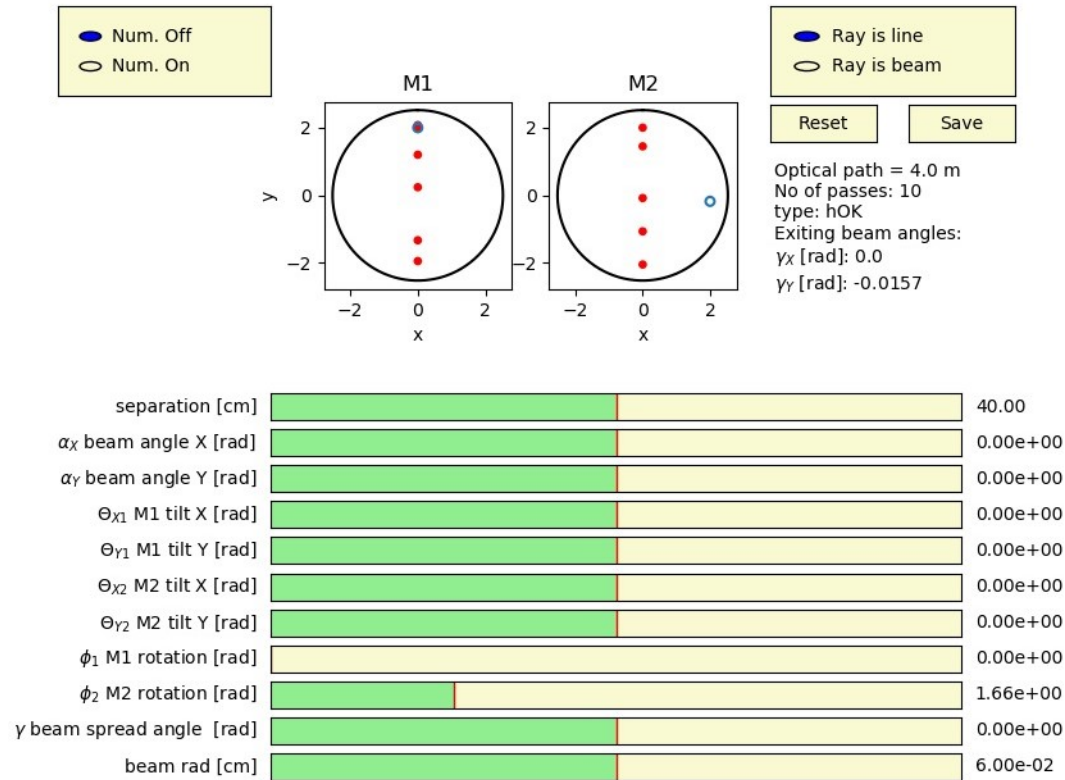 Num. Off
Num. On
Ray is line
Ray is beam
M1
M2
Reset
Save
2
0
−2
y
−2
0
2
x
2
0
−2
−2
0
2
x
Optical path = 4.0 m
No of passes: 10
type: hOK
Exiting beam angles:
γX [rad]: 0.0
γY [rad]: -0.0157
separation [cm] 40.00
αX beam angle X [rad] 0.00e+00
αY beam angle Y [rad] 0.00e+00
ΘX1 M1 tilt X [rad] 0.00e+00
ΘY1 M1 tilt Y [rad] 0.00e+00
ΘX2 M2 tilt X [rad] 0.00e+00
ΘY2 M2 tilt Y [rad] 0.00e+00
ϕ1 M1 rotation [rad] 0.00e+00
ϕ2 M2 rotation [rad] 1.66e+00
γ beam spread angle [rad] 0.00e+00
beam rad [cm] 6.00e-02